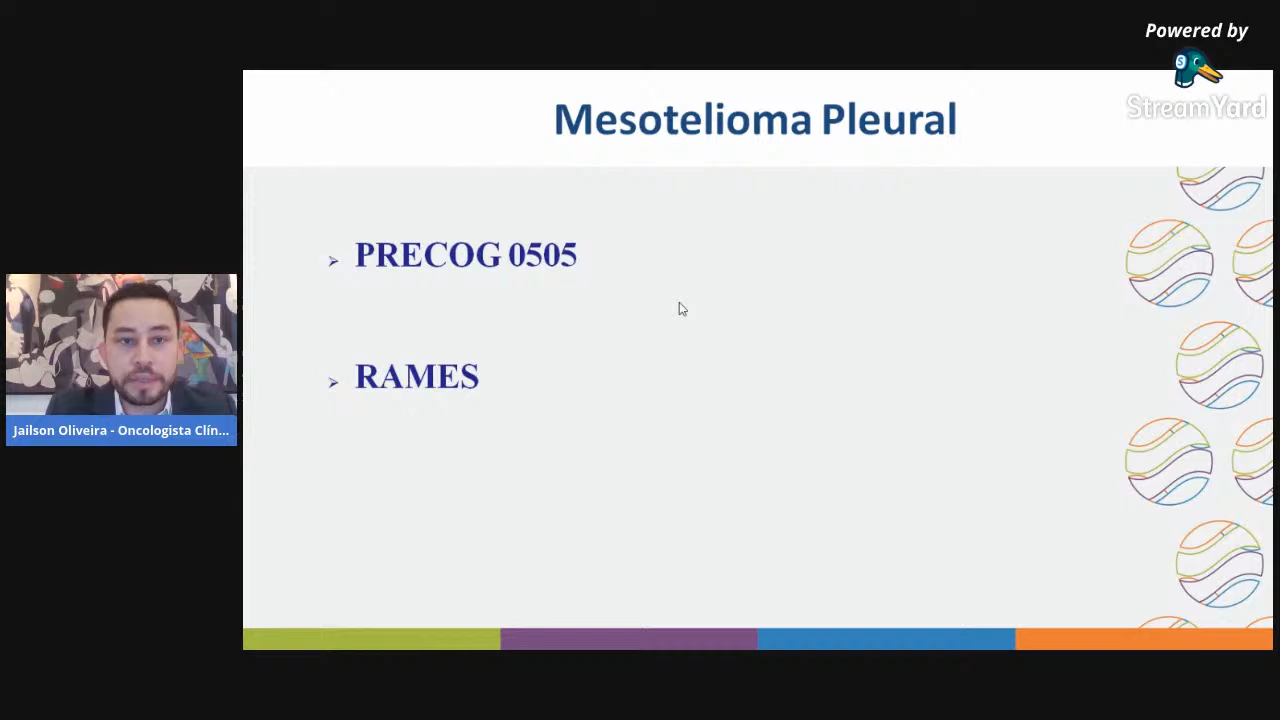 Powered by
StreamYard
Mesotelioma Pleural
PRECOG 0505
RAMES
Jailson Oliveira - Oncologista Clín...